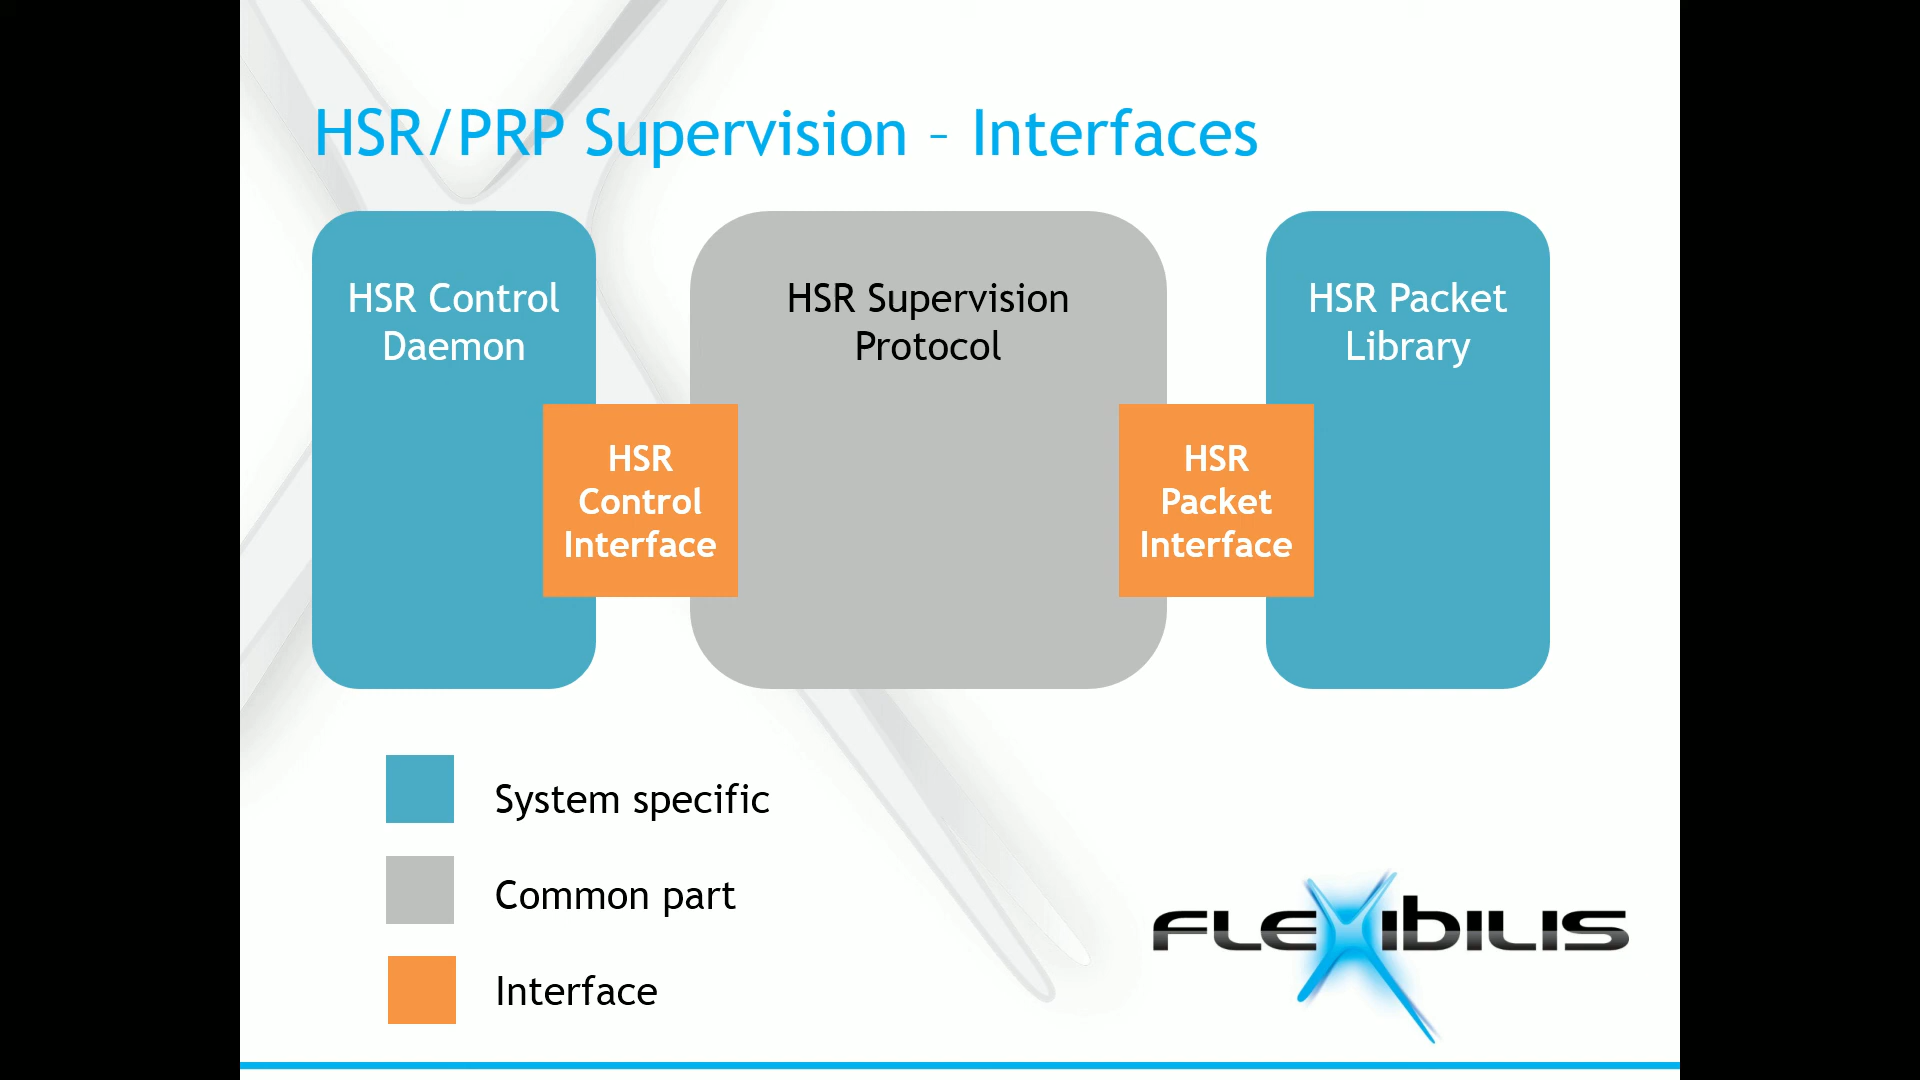 HSR/PRP Supervision – Interfaces
HSR Control
Daemon
HSR Supervision
Protocol
HSR Packet
Library
HSR
Control
Interface
HSR
Packet
Interface
System specific
Common part
Interface
FLEXIBILIS